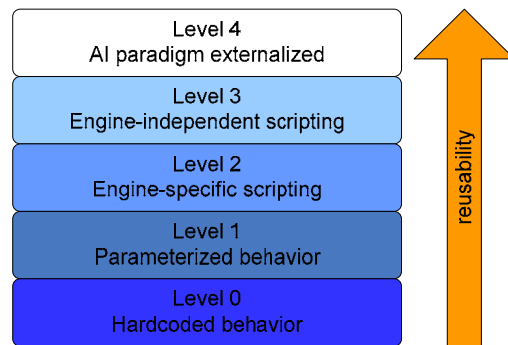 Level 4
AI paradigm externalized
Level 3
Engine-independent scripting
Level 2
Engine-specific scripting
Level 1
Parameterized behavior
Level 0
Hardcoded behavior
reusability